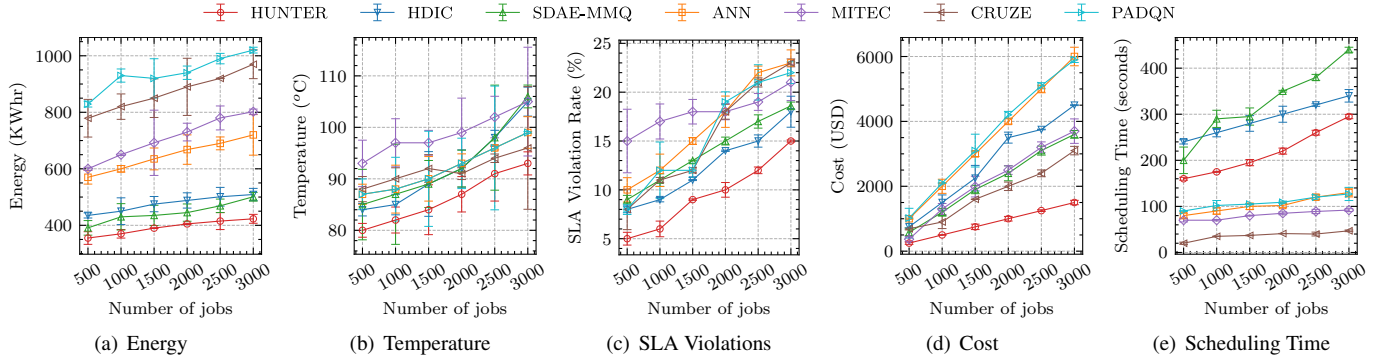 HUNTER HDIC SDAE-MMQ ANN MITEC CRUZE PADQN
Energy (KWhr)
1000
800
600
400
500 1000 1500 2000 2500 3000
Number of jobs
(a) Energy
Temperature (°C)
110
100
90
80
500 1000 1500 2000 2500 3000
Number of jobs
(b) Temperature
SLA Violation Rate (%)
25
20
15
10
5
500 1000 1500 2000 2500 3000
Number of jobs
(c) SLA Violations
Cost (USD)
6000
4000
2000
0
500 1000 1500 2000 2500 3000
Number of jobs
(d) Cost
Scheduling Time (seconds)
400
300
200
100
0
500 1000 1500 2000 2500 3000
Number of jobs
(e) Scheduling Time